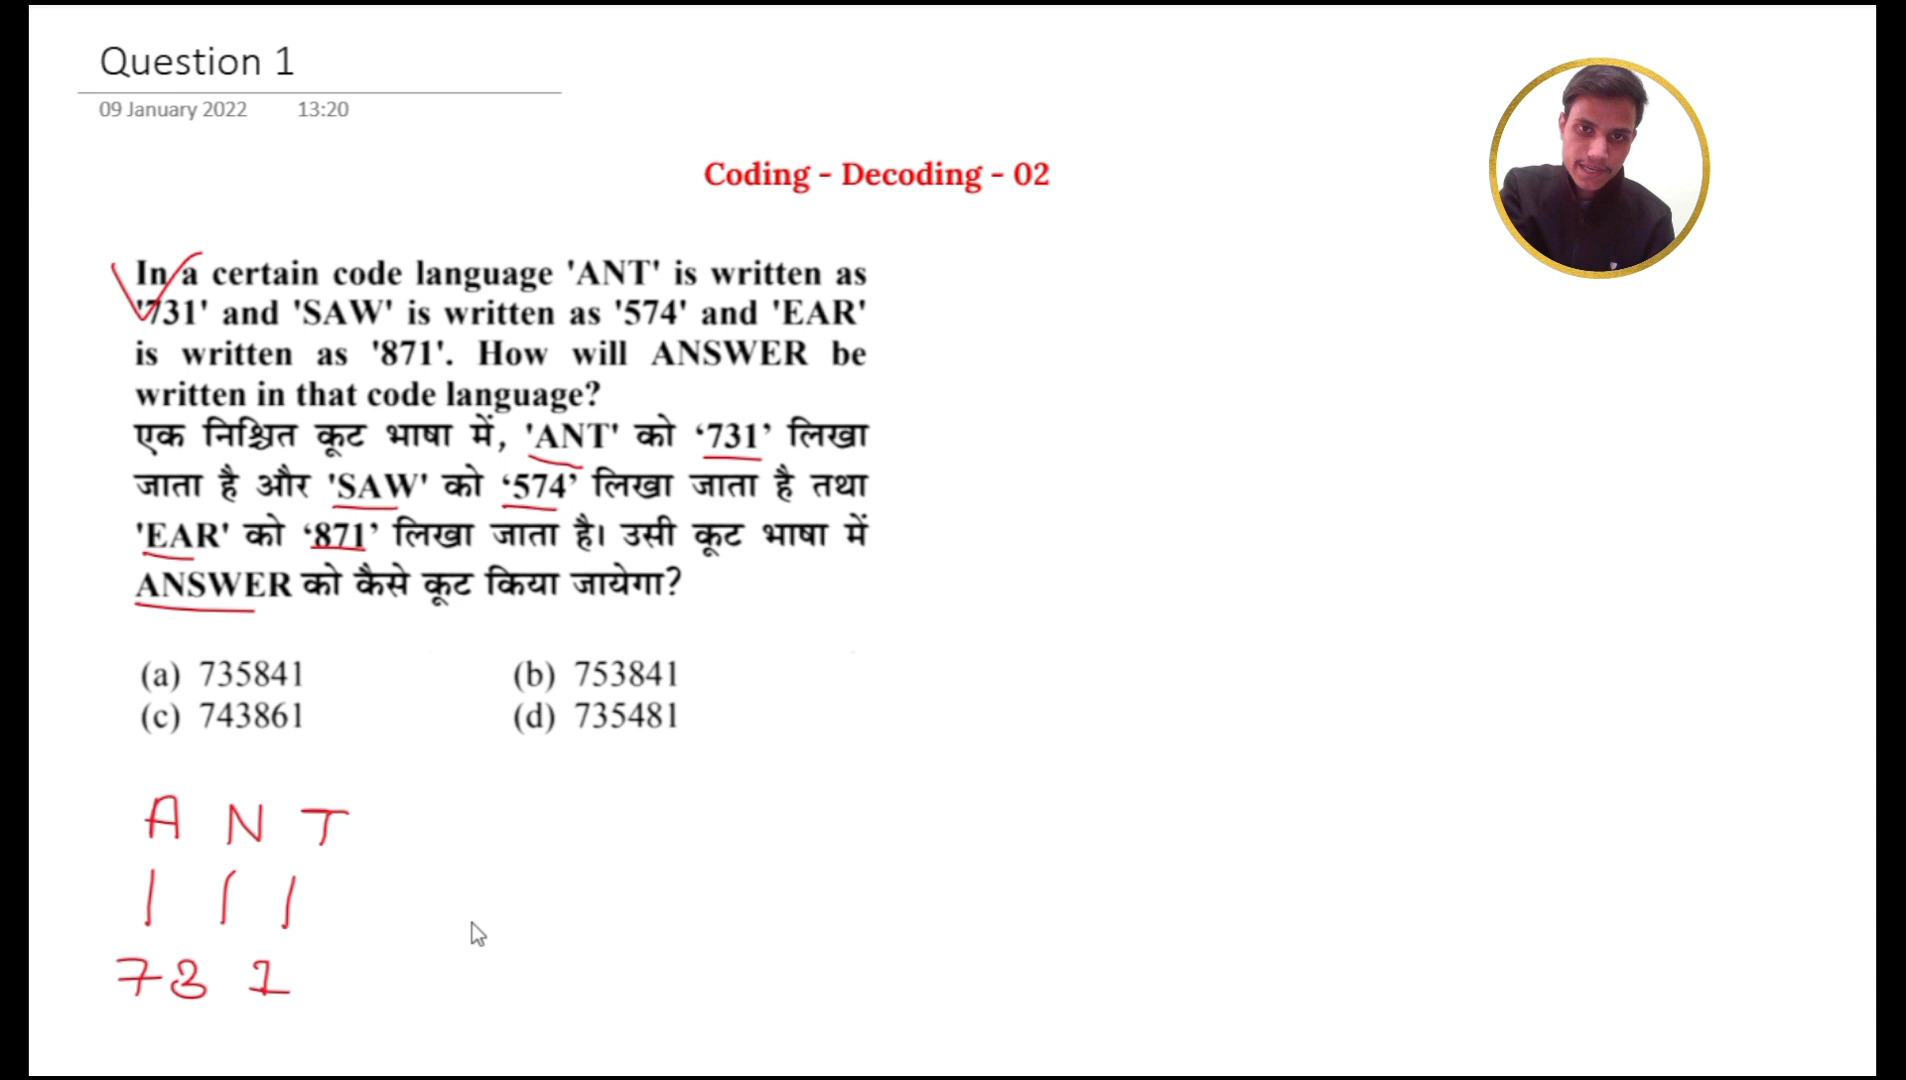 Question 1
09 January 2022 13:20
Coding - Decoding - 02
In a certain code language 'ANT' is written as
'731' and 'SAW' is written as '574' and 'EAR'
is written as '871'. How will ANSWER be
written in that code language?
एक निश्चित कूट भाषा में, 'ANT' को ‘731’ लिखा
जाता है और 'SAW' को ‘574’ लिखा जाता है तथा
'EAR' को ‘871’ लिखा जाता है। उसी कूट भाषा में
ANSWER को कैसे कूट किया जायेगा?
(a) 735841 (b) 753841
(c) 743861 (d) 735481
A N T
7 3 1